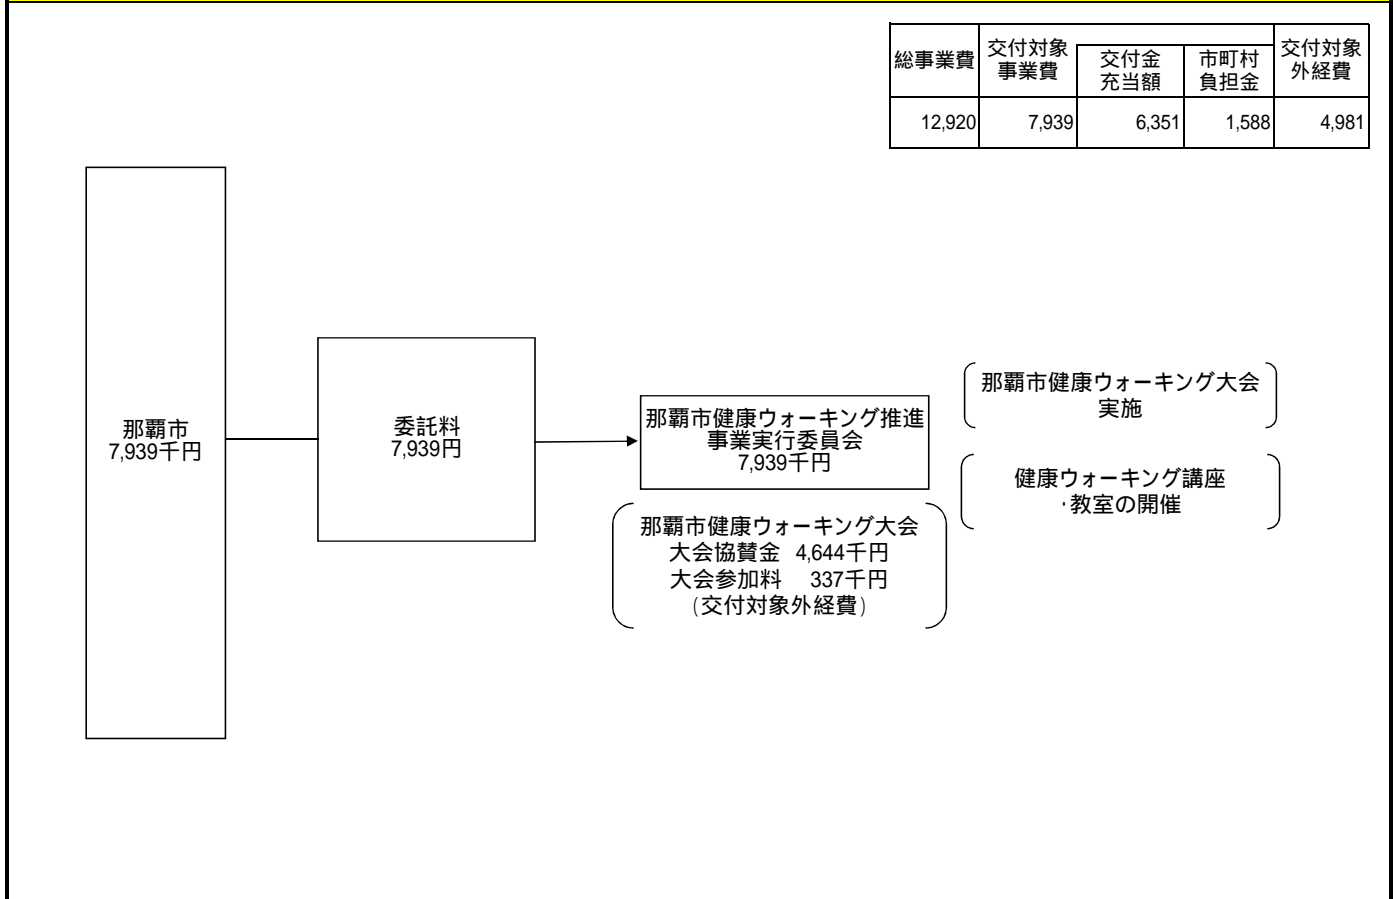 総事業費
交付対象
事業費
交付金
充当額
市町村
負担金
交付対象
外経費
12,920
7,939
6,351
1,588
4,981
那覇市
7,939千円
委託料
7,939円
那覇市健康ウォーキング推進
事業実行委員会
7,939千円
那覇市健康ウォーキング大会
大会協賛金 4,644千円
大会参加料 337千円
(交付対象外経費)
那覇市健康ウォーキング大会
実施
健康ウォーキング講座
・教室の開催